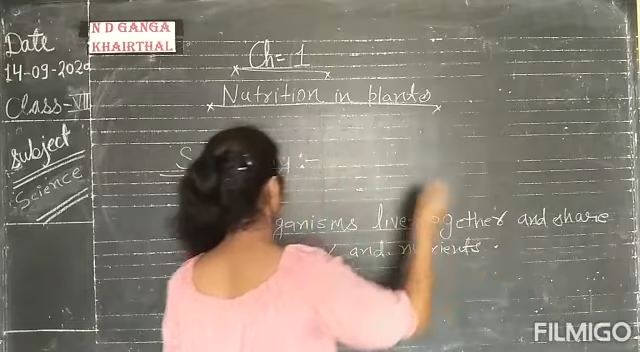 N D GANGA
KHAIRTHAL
Date
14-09-202
Class-VII
Subject
Science
Ch=1
Nutrition in plants
S y :-
ganisms live together and share
and nutrients.
FILMIGO